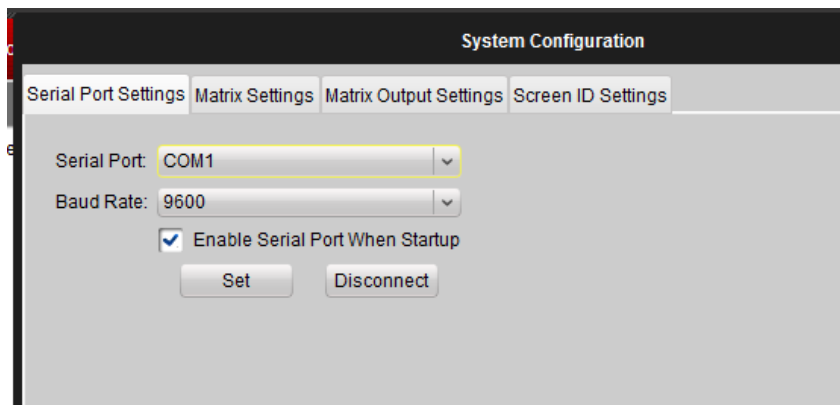 System Configuration
Serial Port Settings Matrix Settings Matrix Output Settings Screen ID Settings
Serial Port: COM1
Baud Rate: 9600
Enable Serial Port When Startup
Set Disconnect